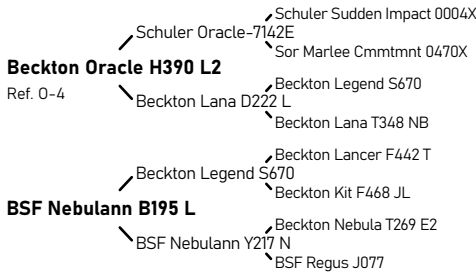 Schuler Sudden Impact 0004X
Schuler Oracle-7142E
Sor Marlee Cmmtmnt 0470X
Beckton Oracle H390 L2
Ref. O-4
Beckton Legend S670
Beckton Lana D222 L
Beckton Lana T348 NB
Beckton Lancer F442 T
Beckton Legend S670
Beckton Kit F468 JL
BSF Nebulann B195 L
Beckton Nebula T269 E2
BSF Nebulann Y217 N
BSF Regus J077